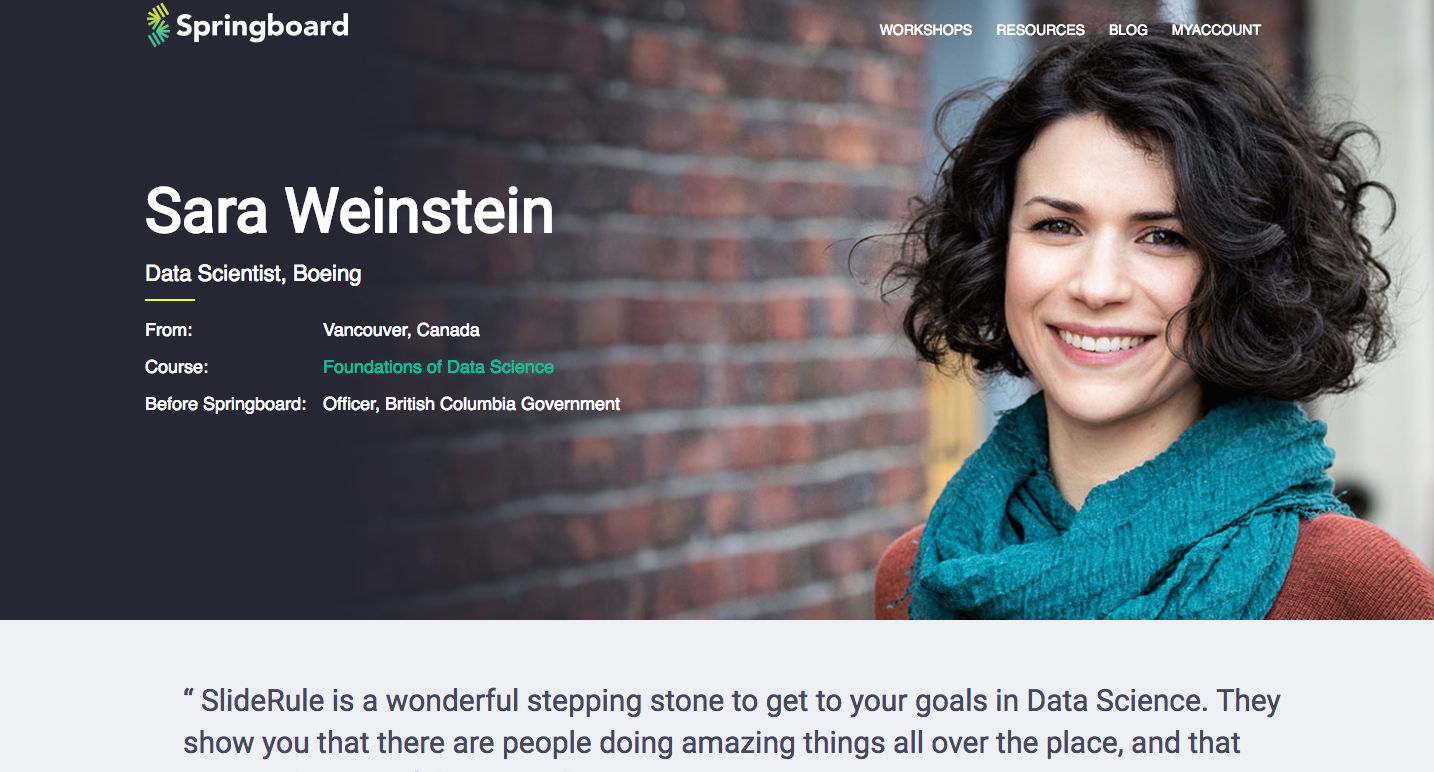 Springboard
WORKSHOPS RESOURCES BLOG MYACCOUNT
Sara Weinstein
Data Scientist, Boeing
From: Vancouver, Canada
Course: Foundations of Data Science
Before Springboard: Officer, British Columbia Government
“ SlideRule is a wonderful stepping stone to get to your goals in Data Science. They
show you that there are people doing amazing things all over the place, and that